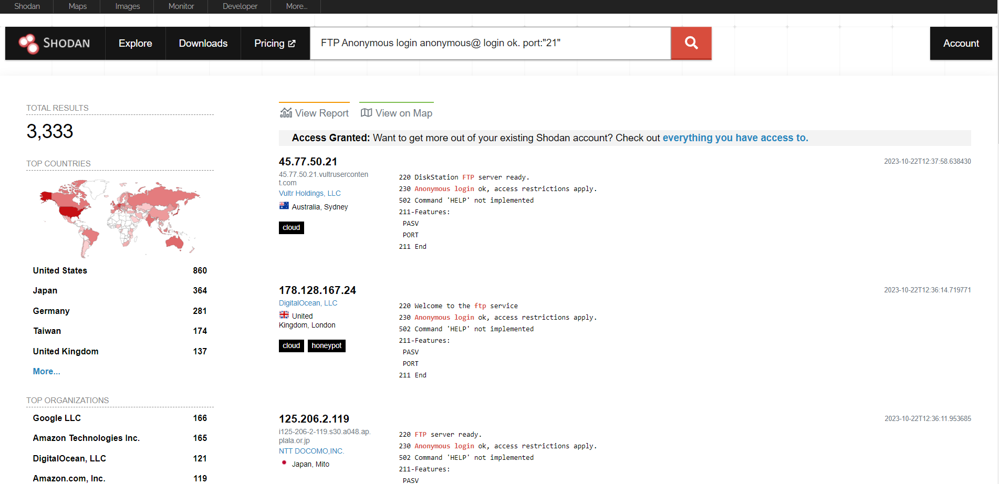 Shodan Maps Images Monitor Developer More...
SHODAN Explore Downloads Pricing FTP Anonymous login anonymous@ login ok. port:"21" Account
TOTAL RESULTS
3,333
TOP COUNTRIES
United States 860
Japan 364
Germany 281
Taiwan 174
United Kingdom 137
More...
TOP ORGANIZATIONS
Google LLC 166
Amazon Technologies Inc. 165
DigitalOcean, LLC 121
Amazon.com, Inc. 119
View Report View on Map
Access Granted: Want to get more out of your existing Shodan account? Check out everything you have access to.
45.77.50.21
2023-10-22T12:37:58.638430
45.77.50.21.vultruserconten
t.com
Vultr Holdings, LLC
Australia, Sydney
cloud
220 DiskStation FTP server ready.
230 Anonymous login ok, access restrictions apply.
502 Command 'HELP' not implemented
211-Features:
PASV
PORT
211 End
178.128.167.24
2023-10-22T12:36:14.719771
DigitalOcean, LLC
United
Kingdom, London
cloud honeypot
220 Welcome to the ftp service
230 Anonymous login ok, access restrictions apply.
502 Command 'HELP' not implemented
211-Features:
PASV
PORT
211 End
125.206.2.119
2023-10-22T12:36:11.953685
i125-206-2-119.s30.a048.ap.
plala.or.jp
NTT DOCOMO,INC.
Japan, Mito
220 FTP server ready.
230 Anonymous login ok, access restrictions apply.
502 Command 'HELP' not implemented
211-Features:
PASV